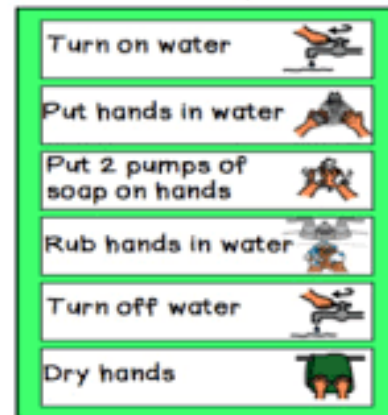 Turn on water
Put hands in water
Put 2 pumps of
soap on hands
Rub hands in water
Turn off water
Dry hands